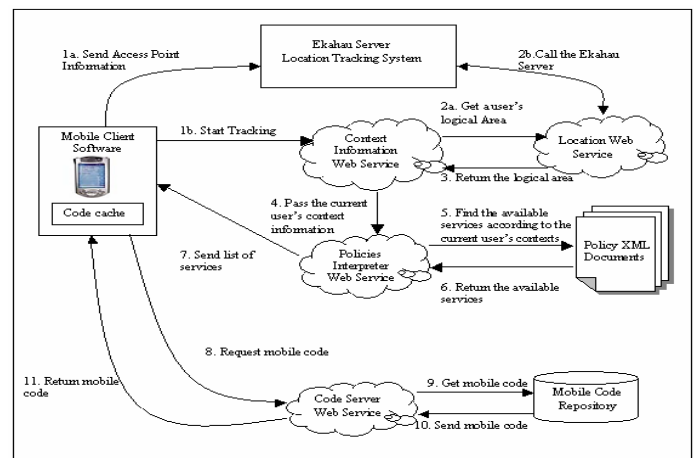 1a. Send Access Point
Information
Ekahau Server
Location Tracking System
2b.Call the Ekahau
Server
Mobile Client
Software
Code cache
1b. Start Tracking
Context
Information
Web Service
2a. Get a user's
logical Area
Location Web
Service
3. Return the logical area
4. Pass the current
user's context
information
5. Find the available
services according to the
current user's contexts
Policy XML
Documents
7. Send list of
services
Policies
Interpreter
Web Service
6. Return the available
services
8. Request mobile code
11. Return mobile
code
Code Server
Web Service
9. Get mobile code
Mobile Code
Repository
10. Send mobile code